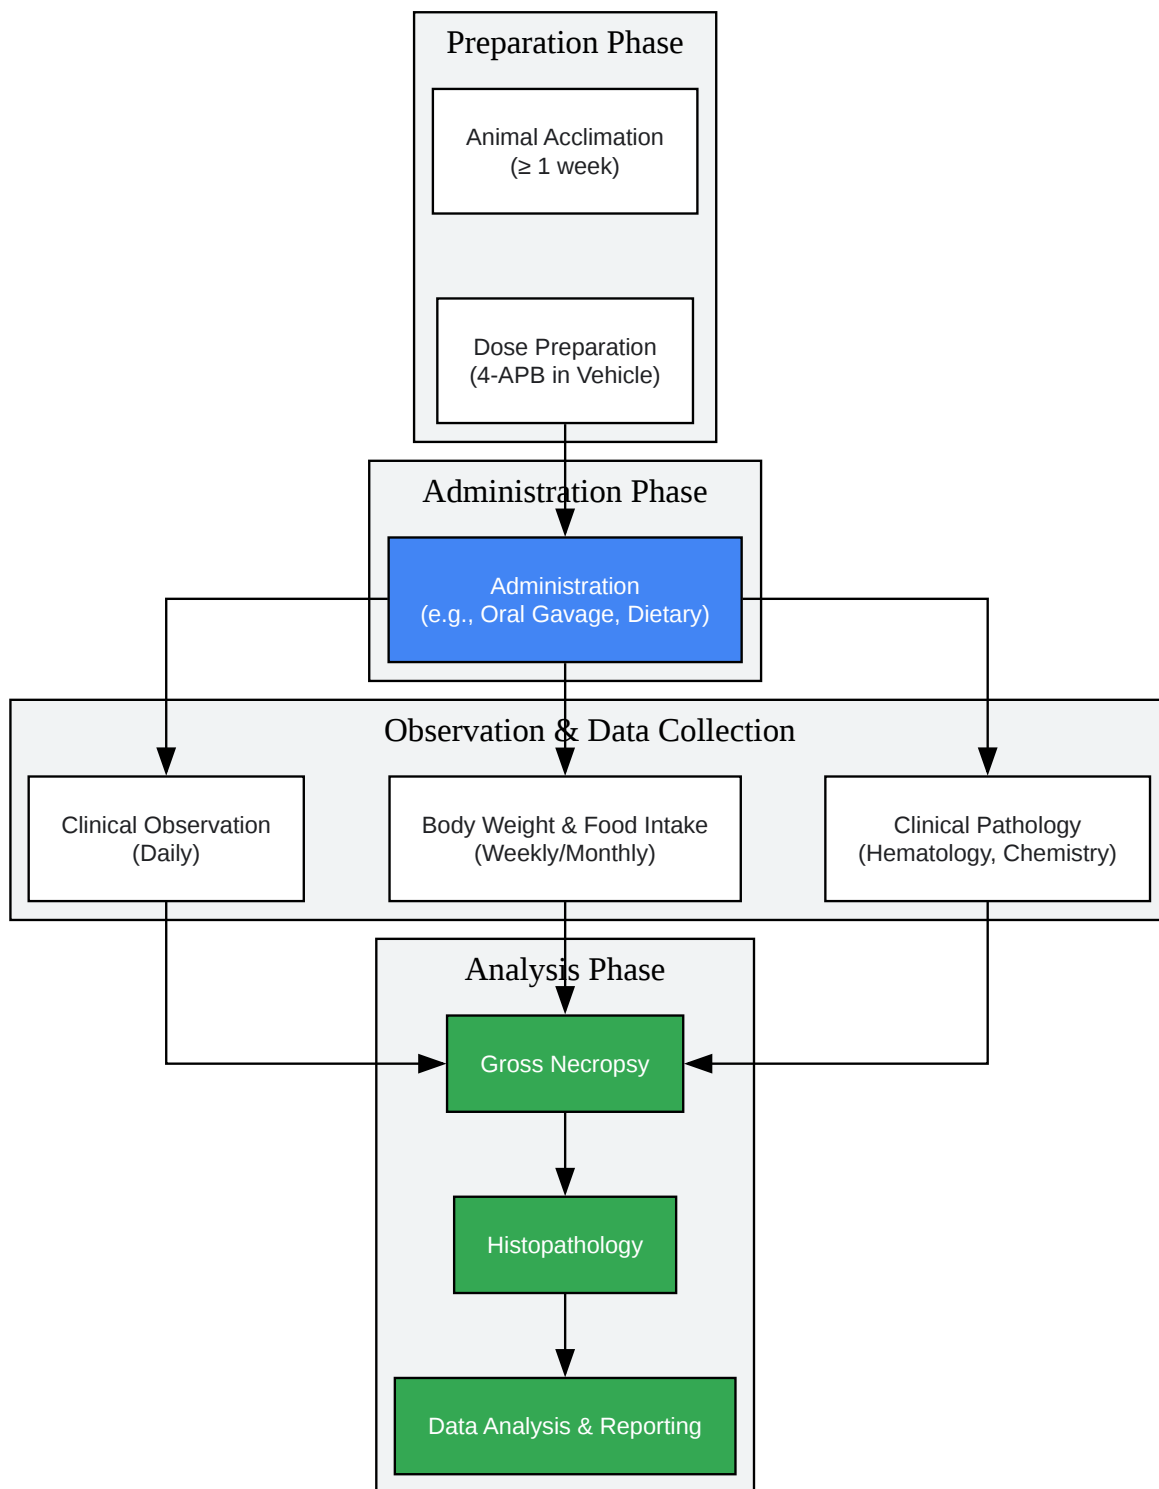 Preparation Phase
Animal Acclimation
(≥ 1 week)
Dose Preparation
(4-APB in Vehicle)
Administration Phase
Administration
(e.g., Oral Gavage, Dietary)
Observation & Data Collection
Clinical Observation
(Daily)
Body Weight & Food Intake
(Weekly/Monthly)
Clinical Pathology
(Hematology, Chemistry)
Analysis Phase
Gross Necropsy
Histopathology
Data Analysis & Reporting